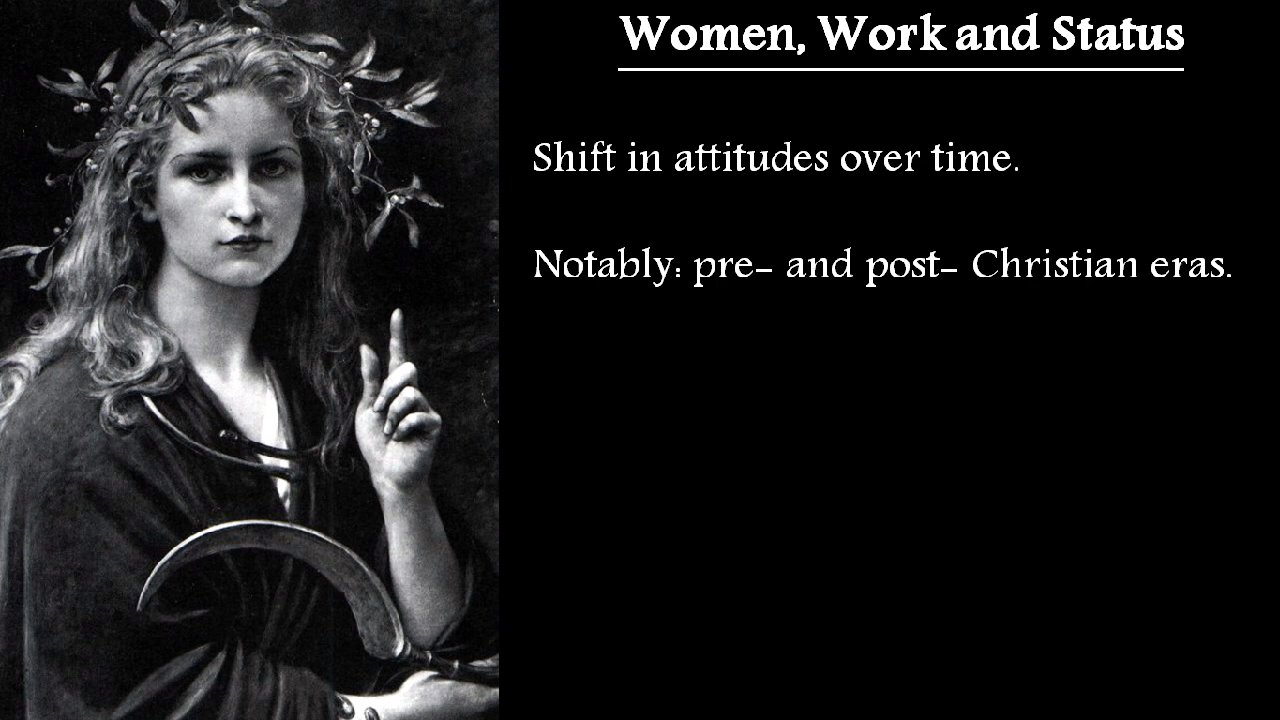 Women, Work and Status
Shift in attitudes over time.
Notably: pre- and post- Christian eras.